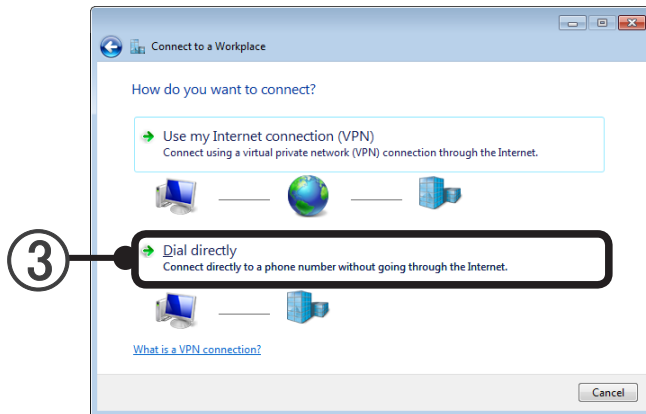 Connect to a Workplace
How do you want to connect?
Use my Internet connection (VPN)
Connect using a virtual private network (VPN) connection through the Internet.
③
Dial directly
Connect directly to a phone number without going through the Internet.
What is a VPN connection?
Cancel